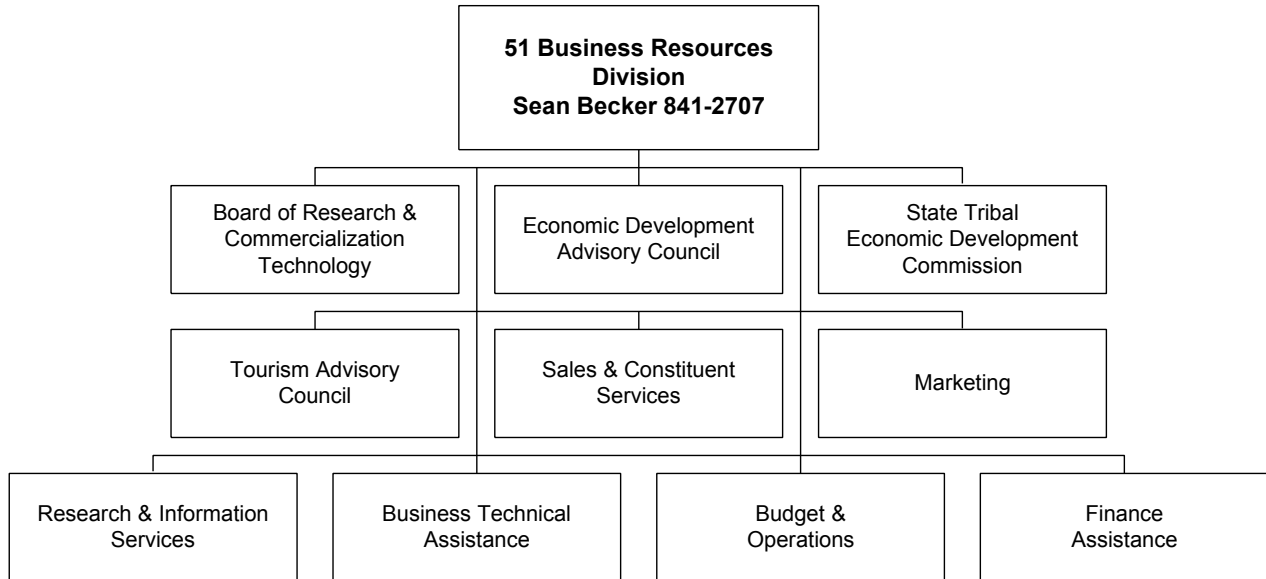 51 Business Resources
Division
Sean Becker 841-2707
Board of Research &
Commercialization
Technology
Economic Development
Advisory Council
State Tribal
Economic Development
Commission
Tourism Advisory
Council
Sales & Constituent
Services
Marketing
Research & Information
Services
Business Technical
Assistance
Budget &
Operations
Finance
Assistance